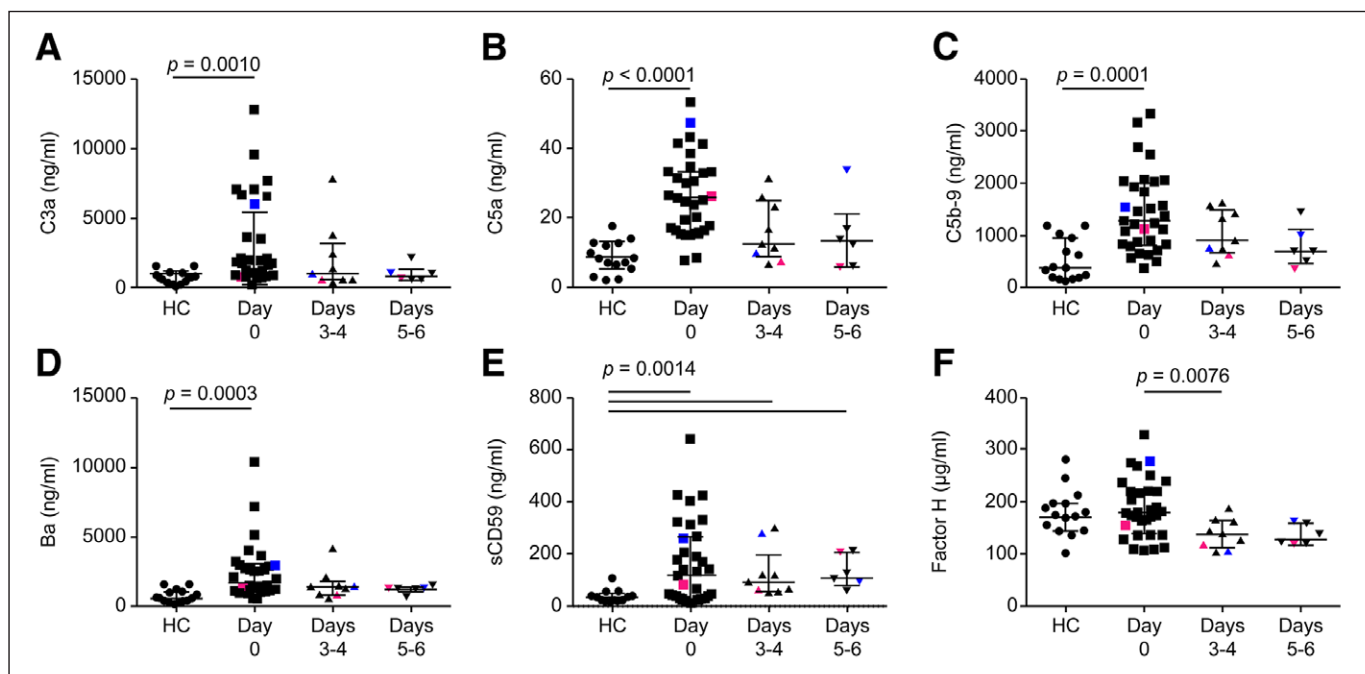 A
p = 0.0010
15000
10000
5000
0
C3a (ng/ml)
HC Day Days Days
0 3-4 5-6
B
p < 0.0001
60
40
20
0
C5a (ng/ml)
HC Day Days Days
0 3-4 5-6
C
p = 0.0001
4000
3000
2000
1000
0
C5b-9 (ng/ml)
HC Day Days Days
0 3-4 5-6
D
p = 0.0003
15000
10000
5000
0
Ba (ng/ml)
HC Day Days Days
0 3-4 5-6
E
p = 0.0014
800
600
400
200
0
sCD59 (ng/ml)
HC Day Days Days
0 3-4 5-6
F
p = 0.0076
400
300
200
100
0
Factor H (µg/ml)
HC Day Days Days
0 3-4 5-6